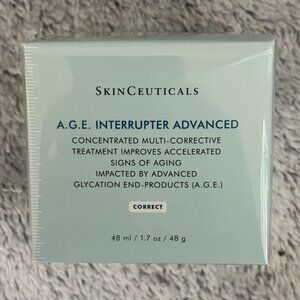 SKINCEUTICALS
A.G.E. INTERRUPTER ADVANCED
CONCENTRATED MULTI-CORRECTIVE
TREATMENT IMPROVES ACCELERATED
SIGNS OF AGING
IMPACTED BY ADVANCED
GLYCATION END-PRODUCTS (A.G.E.)
CORRECT
48 ml / 1.7 oz / 48 g